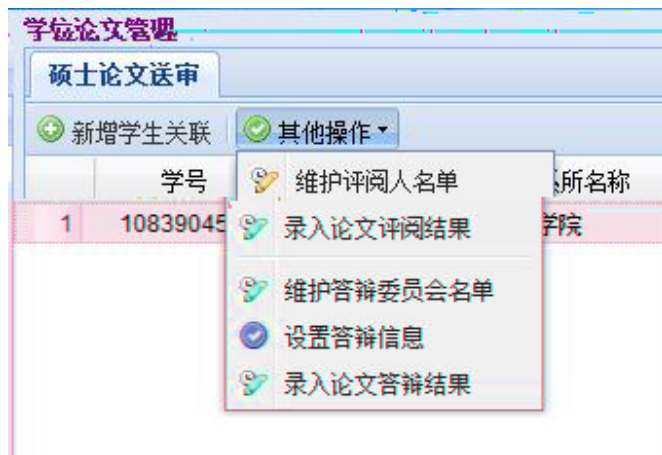 学位论文管理
硕士论文送审
新增学生关联 其他操作
学号 所名称
1 10839045 学院
维护评阅人名单
录入论文评阅结果
维护答辩委员会名单
设置答辩信息
录入论文答辩结果